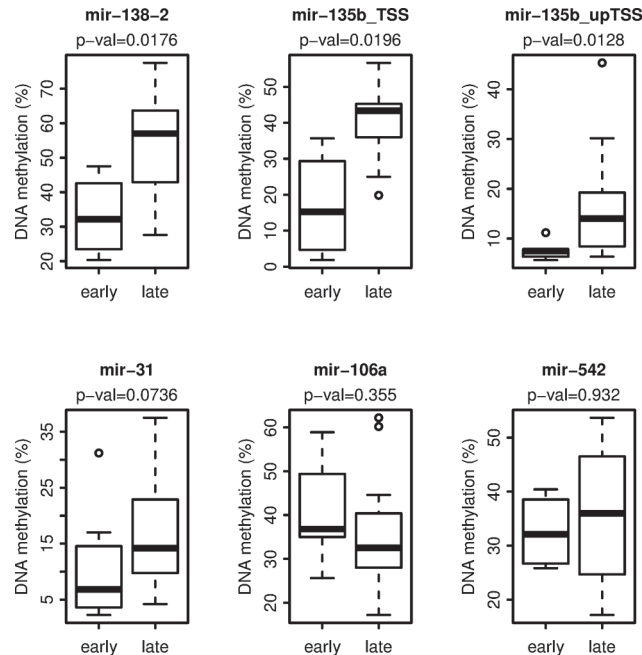 mir−138−2
p−val=0.0176
DNA methylation (%)
20 30 40 50 60 70
early late
mir−135b_TSS
p−val=0.0196
DNA methylation (%)
0 10 20 30 40 50
early late
mir−135b_upTSS
p−val=0.0128
DNA methylation (%)
10 20 30 40
early late
mir−31
p−val=0.0736
DNA methylation (%)
5 15 25 35
early late
mir−106a
p−val=0.355
DNA methylation (%)
20 30 40 50 60
early late
mir−542
p−val=0.932
DNA methylation (%)
20 30 40 50
early late